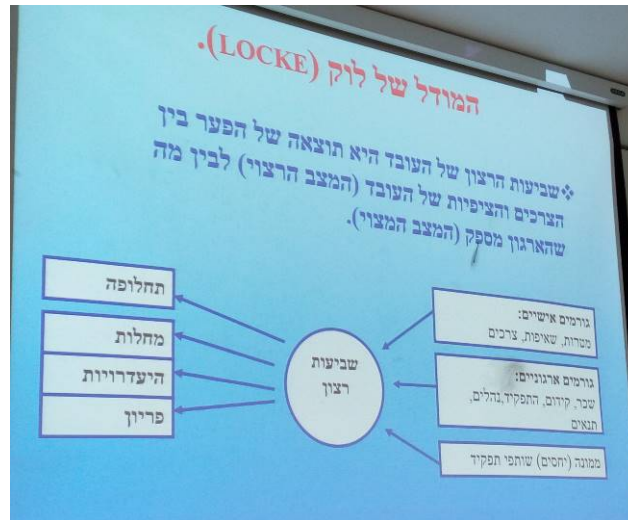 המודל של לוק (LOCKE).
❖שביעות הרצון של העובד היא תוצאה של הפער בין
הצרכים והציפיות של העובד (המצב הרצוי) לבין מה
שהארגון מספק (המצב המצוי).
גורמים אישיים:
מטרות, שאיפות, צרכים
גורמים ארגוניים:
שכר, קידום, התפקיד,נהלים,
תנאים
ממונה (יחסים) שותפי תפקיד
שביעות
רצון
תחלופה
מחלות
היעדרויות
פריון